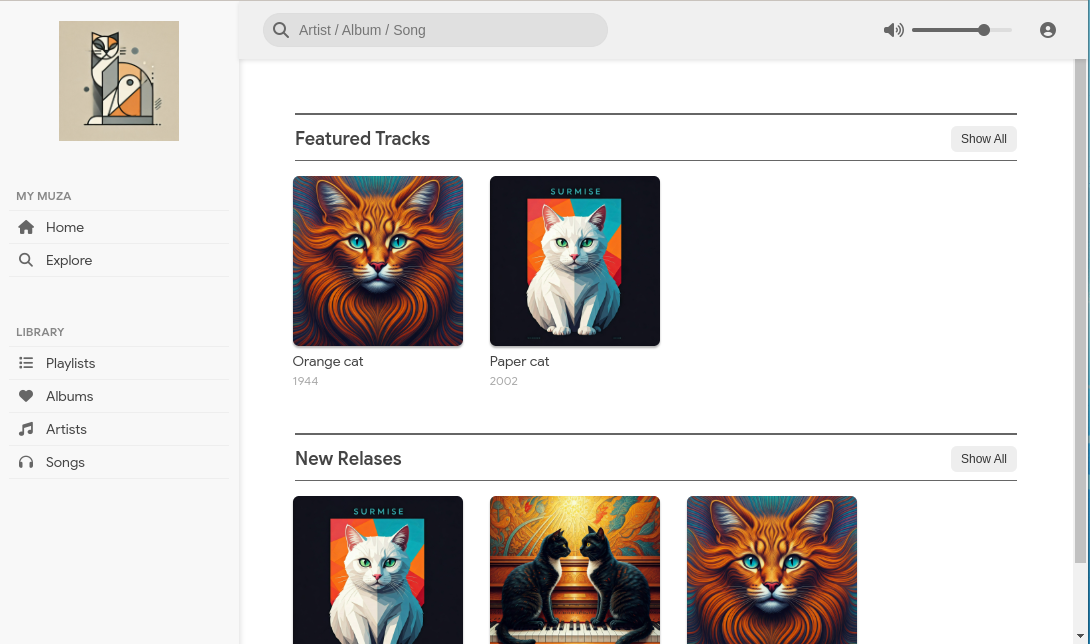 Artist / Album / Song
MY MUZA
Home
Explore
LIBRARY
Playlists
Albums
Artists
Songs
Featured Tracks
Show All
SURMISE
Orange cat
1944
Paper cat
2002
New Relases
Show All
SURMISE